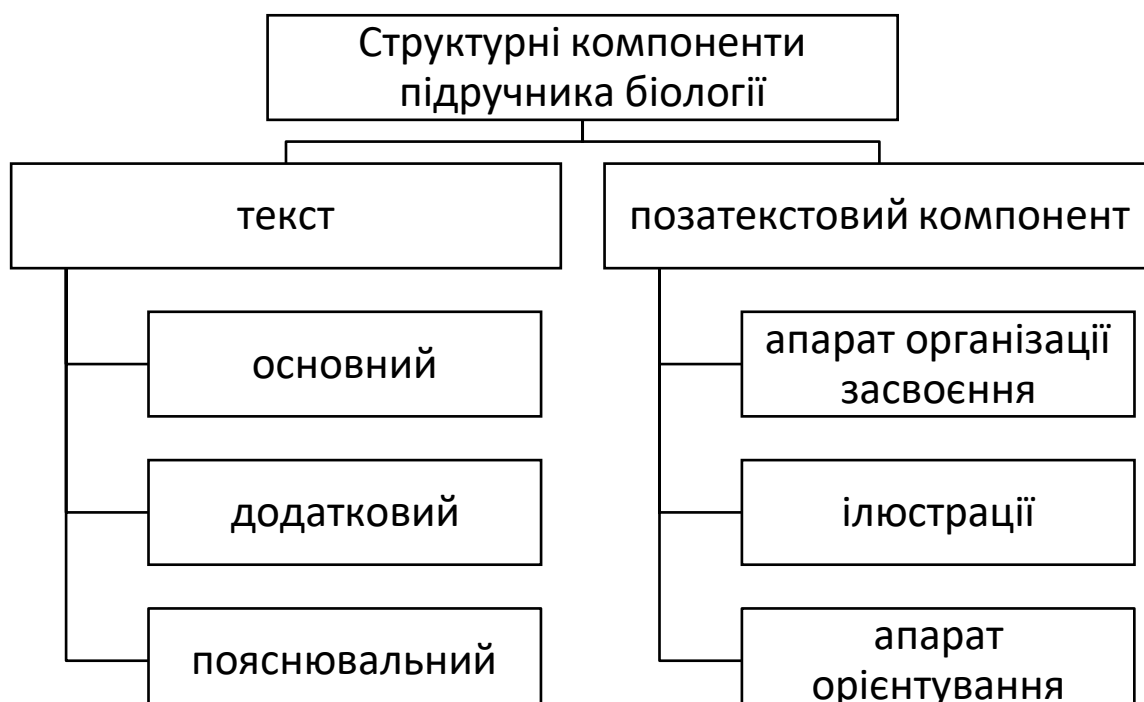 Структурні компоненти
підручника біології
текст
позатекстовий компонент
основний
апарат організації
засвоєння
додатковий
ілюстрації
пояснювальний
апарат
орієнтування